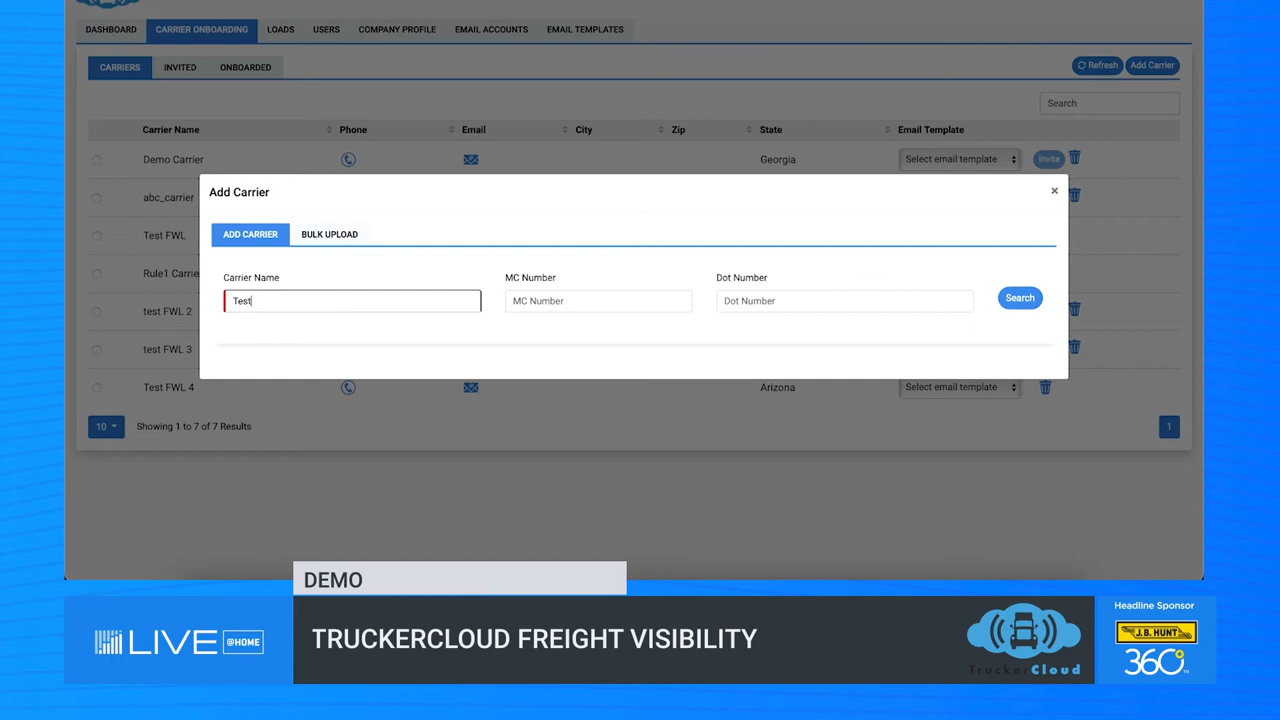 DASHBOARD CARRIER ONBOARDING LOADS USERS COMPANY PROFILE EMAIL ACCOUNTS EMAIL TEMPLATES
CARRIERS INVITED ONBOARDED Refresh Add Carrier
Search
Carrier Name Phone Email City Zip State Email Template
Demo Carrier Georgia Select email template Invite
Add Carrier ×
abc_carrier
ADD CARRIER BULK UPLOAD
Test FWL
Rule1 Carrie
Carrier Name MC Number Dot Number
Test MC Number Dot Number Search
test FWL 2
test FWL 3
Test FWL 4 Arizona Select email template
10 Showing 1 to 7 of 7 Results 1
DEMO
LIVE @HOME
TRUCKERCLOUD FREIGHT VISIBILITY
TruckerCloud
Headline Sponsor
J.B. HUNT
360°